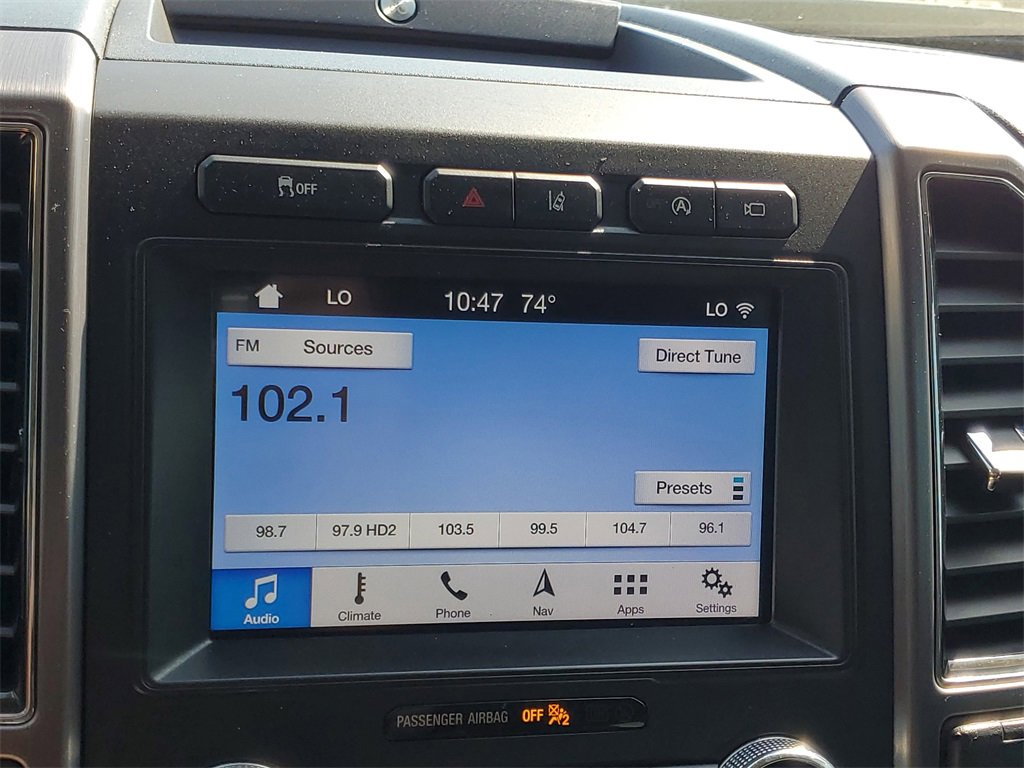 OFF
LO 10:47 74° LO
FM Sources Direct Tune
102.1
Presets
98.7 97.9 HD2 103.5 99.5 104.7 96.1
Audio Climate Phone Nav Apps Settings
PASSENGER AIRBAG OFF 2